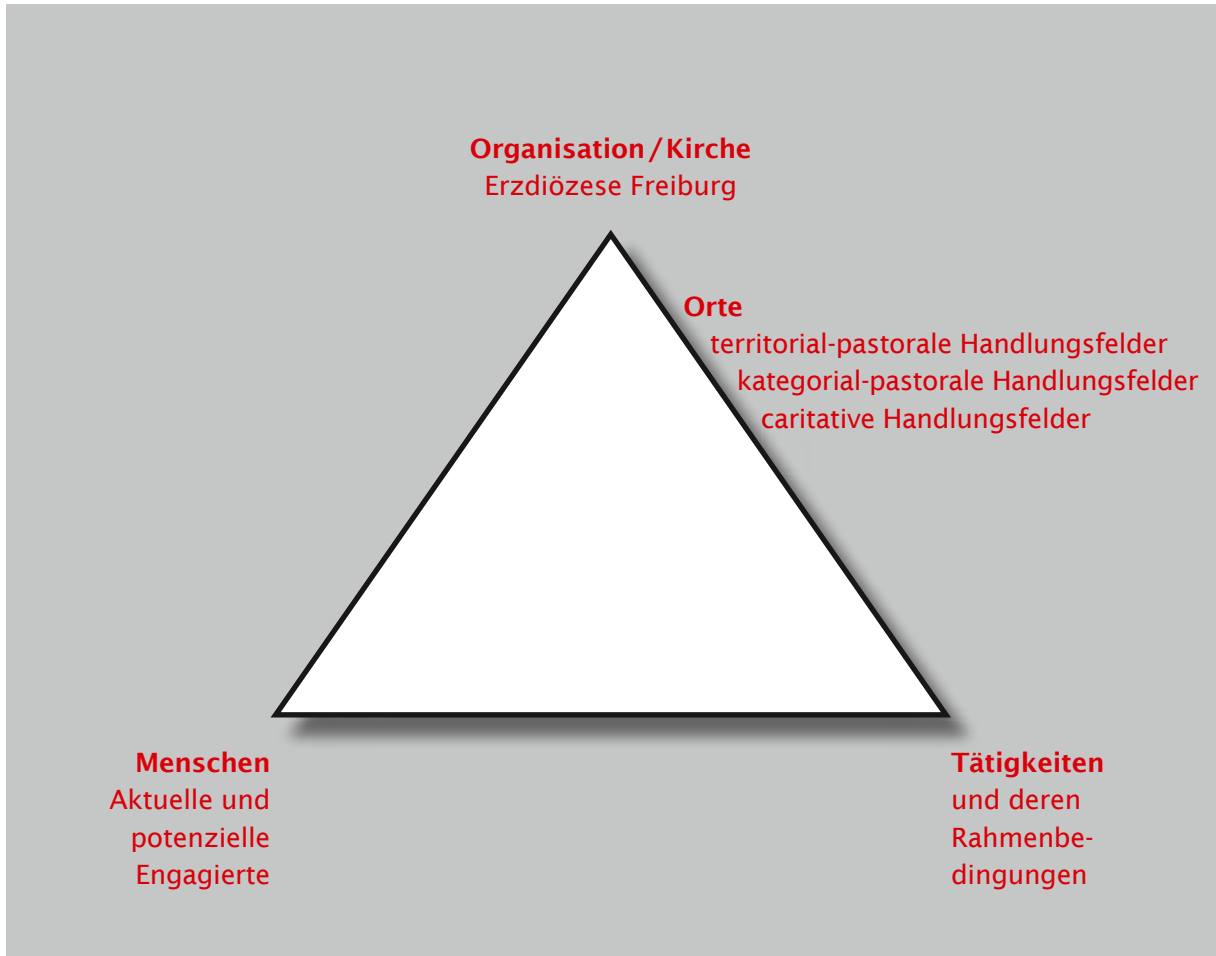 Organisation / Kirche
Erzdiözese Freiburg
Orte
territorial-pastorale Handlungsfelder
kategorial-pastorale Handlungsfelder
caritative Handlungsfelder
Menschen
Aktuelle und
potenzielle
Engagierte
Tätigkeiten
und deren
Rahmenbe-
dingungen